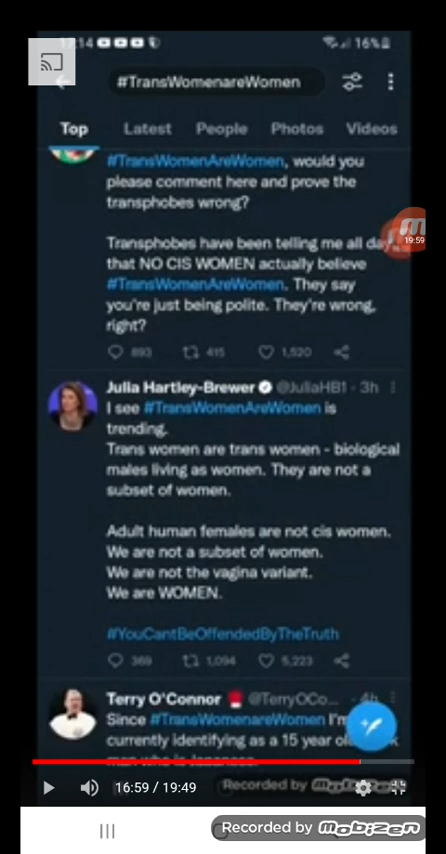 :14
16%
#TransWomenareWomen
Top Latest People Photos Videos
#TransWomenAreWomen, would you
please comment here and prove the
transphobes wrong?
Transphobes have been telling me all day
19:59
that NO CIS WOMEN actually believe
#TransWomenAreWomen. They say
you're just being polite. They're wrong,
right?
893 415 1,520
Julia Hartley-Brewer @JuliaHB1 · 3h
I see #TransWomenAreWomen is
trending.
Trans women are trans women - biological
males living as women. They are not a
subset of women.
Adult human females are not cis women.
We are not a subset of women.
We are not the vagina variant.
We are WOMEN.
#YouCantBeOffendedByTheTruth
369 1,094 5,223
Terry O'Connor @TerryOCo... · 4h
Since #TransWomenareWomen I'm
currently identifying as a 15 year
man who is Japanese.
16:59 / 19:49
Recorded by
Recorded by mobizen